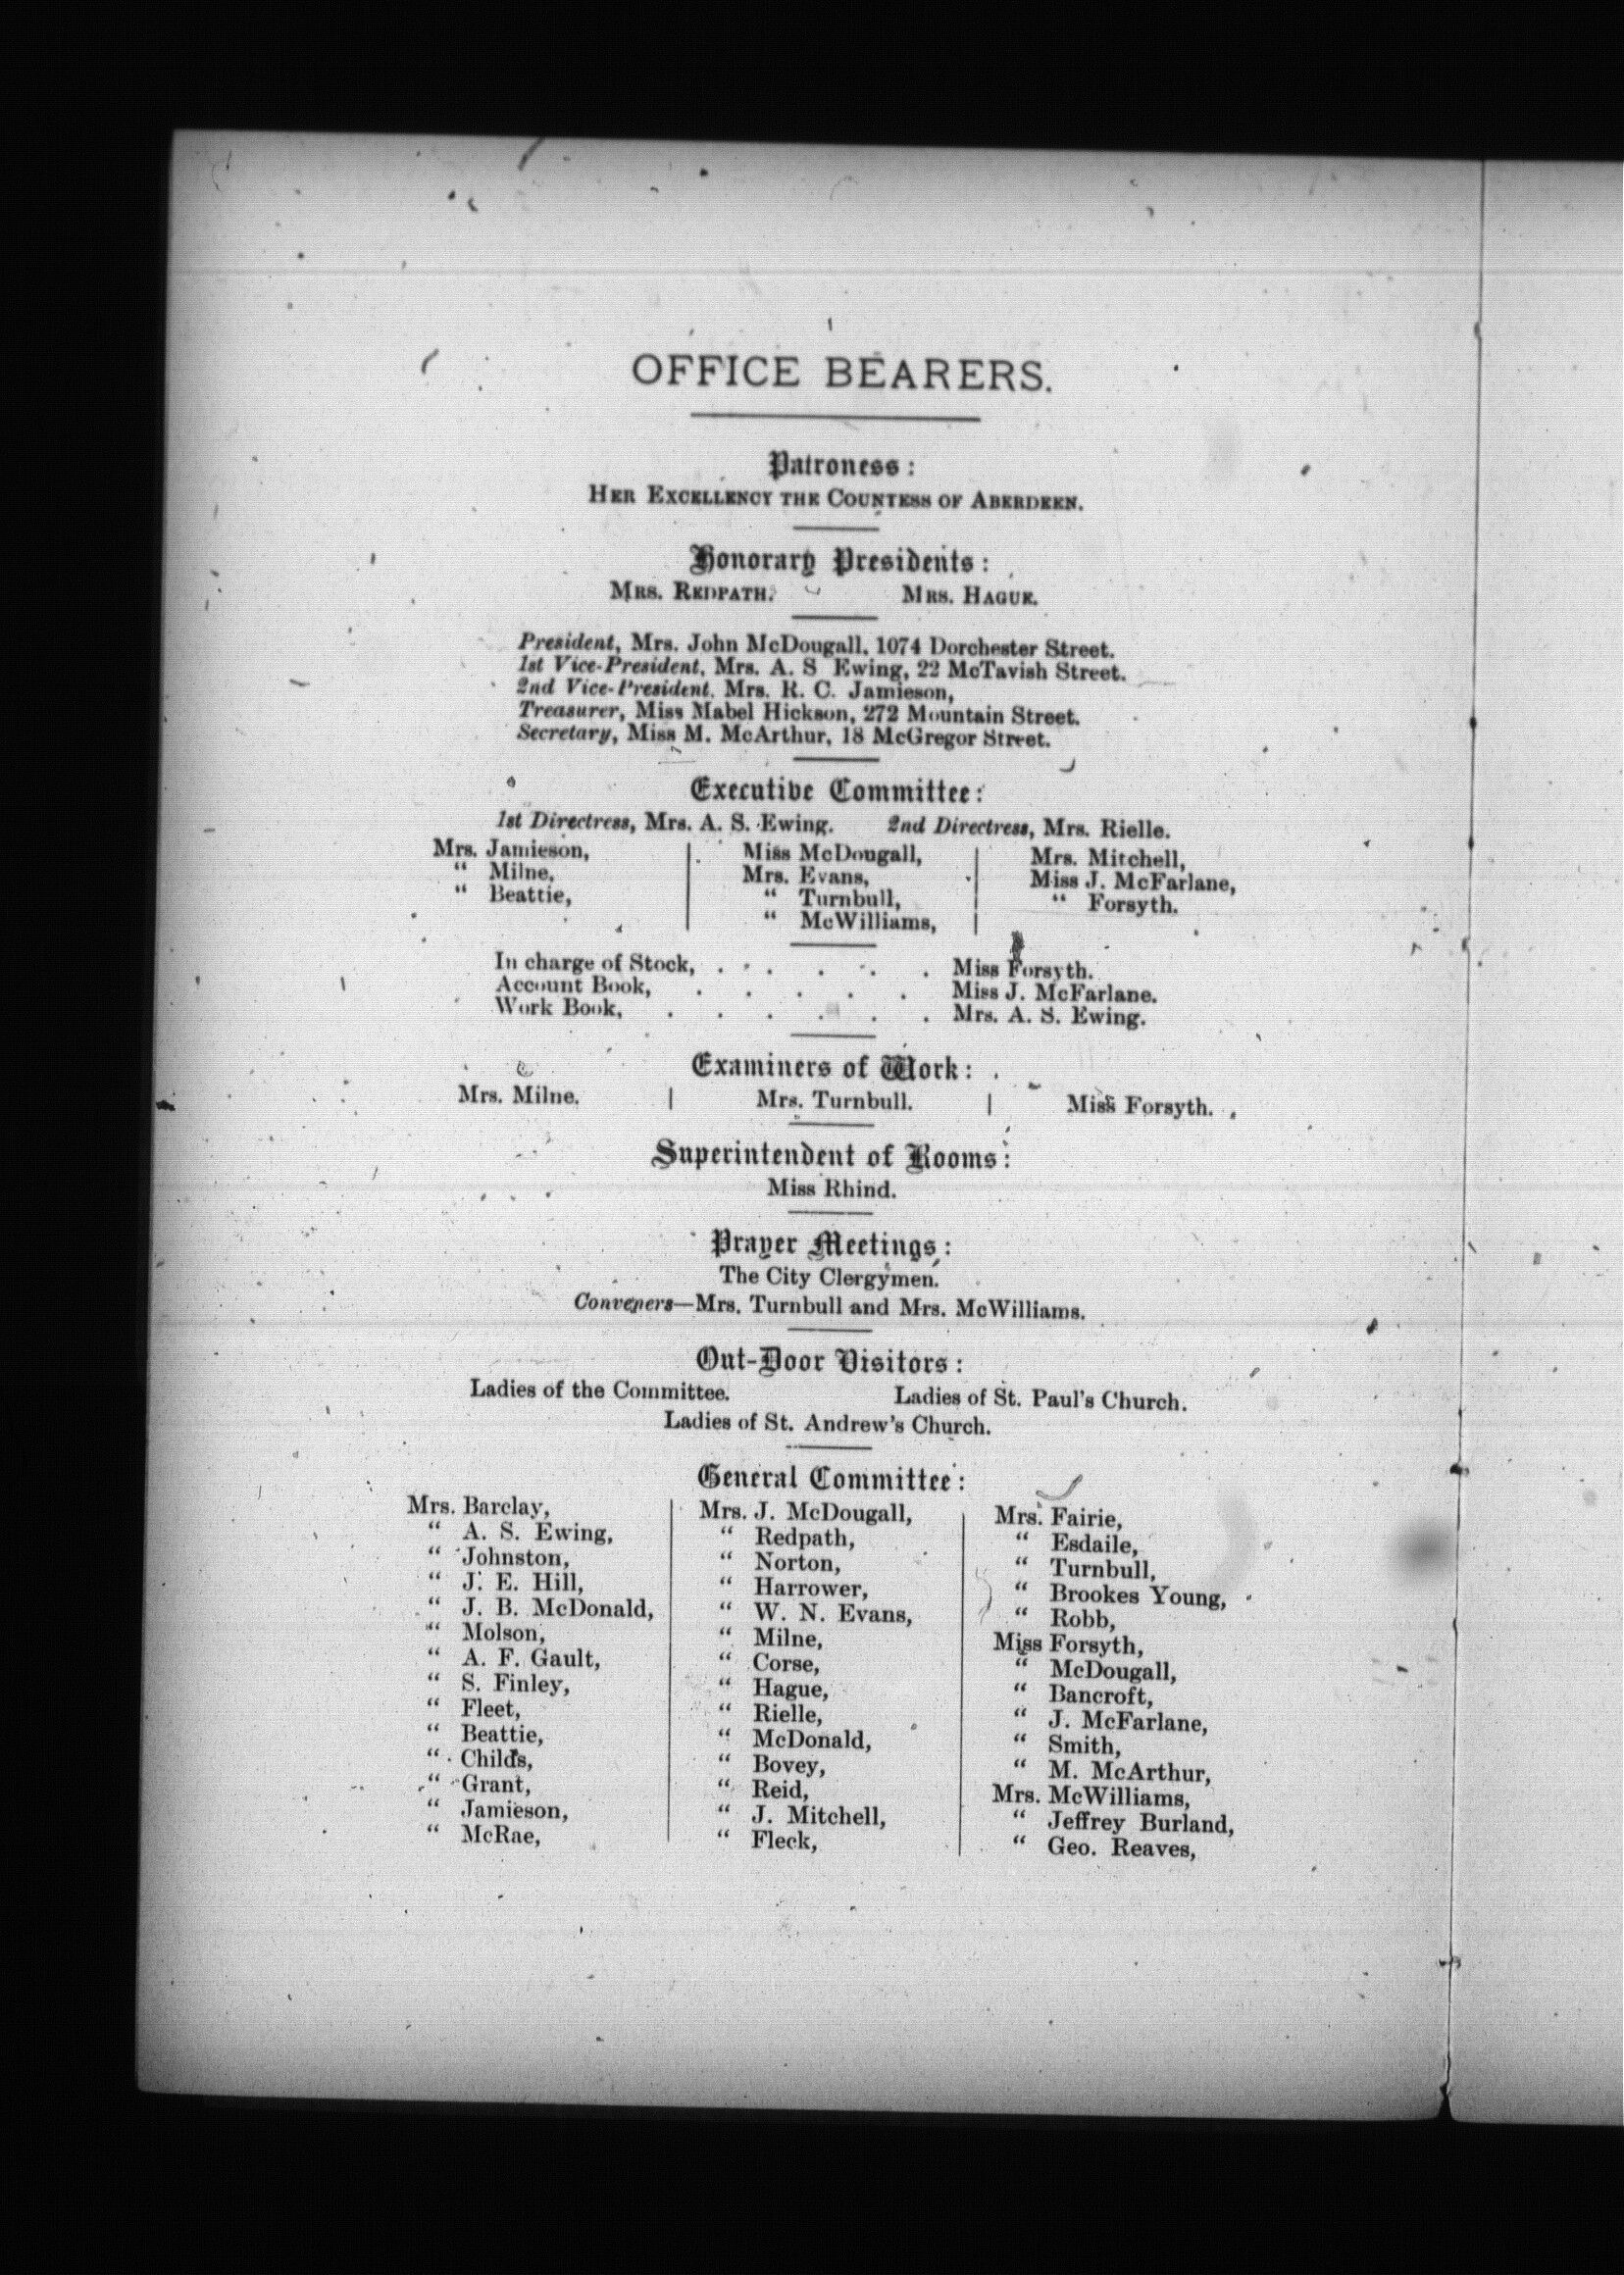 OFFICE BEARERS.
Patroness:
HER EXCELLENCY THE COUNTESS OF ABERDEEN.
Honorary Presidents:
MRS. REDPATH. MRS. HAGUE.
President, Mrs. John McDougall, 1074 Dorchester Street.
1st Vice-President, Mrs. A. S Ewing, 22 McTavish Street.
2nd Vice-President, Mrs. R. C. Jamieson,
Treasurer, Miss Mabel Hickson, 272 Mountain Street.
Secretary, Miss M. McArthur, 18 McGregor Street.
Executive Committee:
1st Directress, Mrs. A. S. Ewing. 2nd Directress, Mrs. Rielle.
Mrs. Jamieson,
" Milne,
" Beattie,
Miss McDougall,
Mrs. Evans,
" Turnbull,
" McWilliams,
Mrs. Mitchell,
Miss J. McFarlane,
" Forsyth.
In charge of Stock, . . . . . Miss Forsyth.
Account Book, . . . . . Miss J. McFarlane.
Work Book, . . . . . . Mrs. A. S. Ewing.
Examiners of Work:
Mrs. Milne. | Mrs. Turnbull. | Miss Forsyth.
Superintendent of Rooms:
Miss Rhind.
Prayer Meetings:
The City Clergymen.
Conveners—Mrs. Turnbull and Mrs. McWilliams.
Out-Door Visitors:
Ladies of the Committee. Ladies of St. Paul's Church.
Ladies of St. Andrew's Church.
General Committee:
Mrs. Barclay,
" A. S. Ewing,
" Johnston,
" J. E. Hill,
" J. B. McDonald,
" Molson,
" A. F. Gault,
" S. Finley,
" Fleet,
" Beattie,
" Childs,
" Grant,
" Jamieson,
" McRae,
Mrs. J. McDougall,
" Redpath,
" Norton,
" Harrower,
" W. N. Evans,
" Milne,
" Corse,
" Hague,
" Rielle,
" McDonald,
" Bovey,
" Reid,
" J. Mitchell,
" Fleck,
Mrs. Fairie,
" Esdaile,
" Turnbull,
" Brookes Young,
" Robb,
Miss Forsyth,
" McDougall,
" Bancroft,
" J. McFarlane,
" Smith,
" M. McArthur,
Mrs. McWilliams,
" Jeffrey Burland,
" Geo. Reaves,